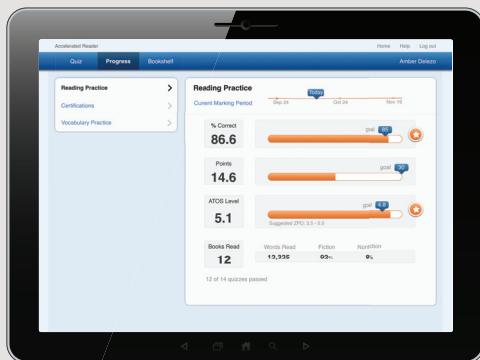 Accelerated Reader Home Help Log out
Quiz Progress Bookshelf Amber Delezo
Reading Practice
Certifications
Vocabulary Practice
Reading Practice
Current Marking Period
Today
Sep 24 Oct 24 Nov 16
% Correct
86.6
goal 85
Points
14.6
goal 30
ATOS Level
5.1
goal 4.8
Suggested ZPD: 3.5 - 5.5
Books Read
12
Words Read Fiction Nonfiction
12 of 14 quizzes passed